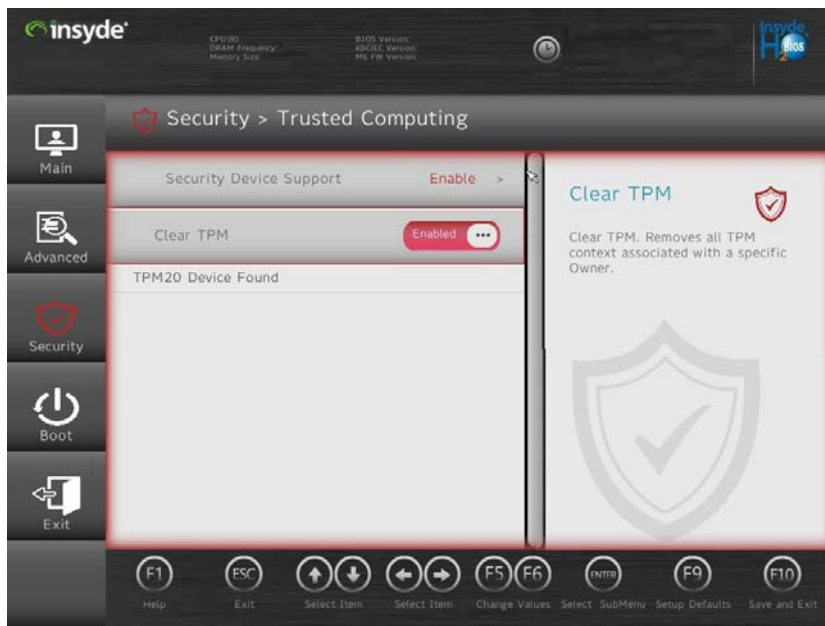 insyde®
CPU(R):
DRAM Frequency:
Memory Size:
BIOS Version:
KBC/EC Version:
ME FW Version:
insyde
H2O BIOS
Security > Trusted Computing
Main
Advanced
Security
Boot
Exit
Security Device Support Enable >
Clear TPM Enabled
TPM20 Device Found
Clear TPM
Clear TPM. Removes all TPM
context associated with a specific
Owner.
F1 ESC F5 F6 ENTER F9 F10
Help Exit Select Item Select Item Change Values Select SubMenu Setup Defaults Save and Exit